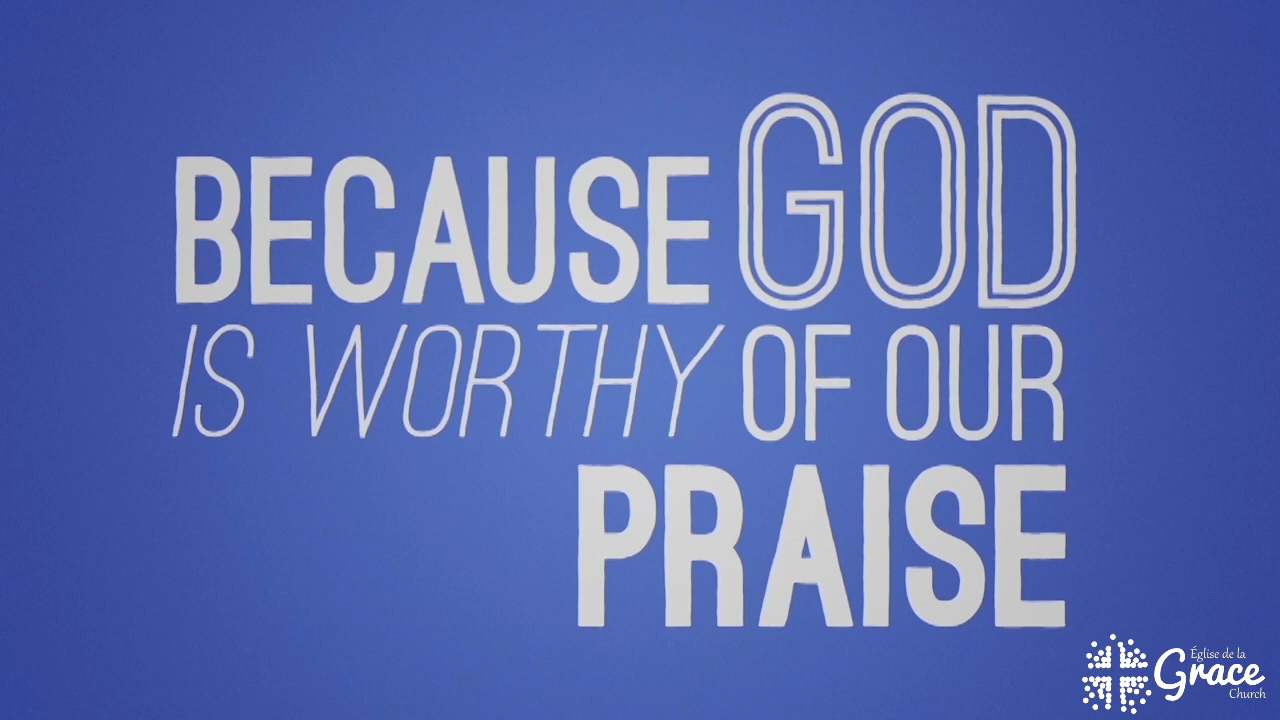 BECAUSE GOD
IS WORTHY OF OUR
PRAISE
Église de la
Grace
Church